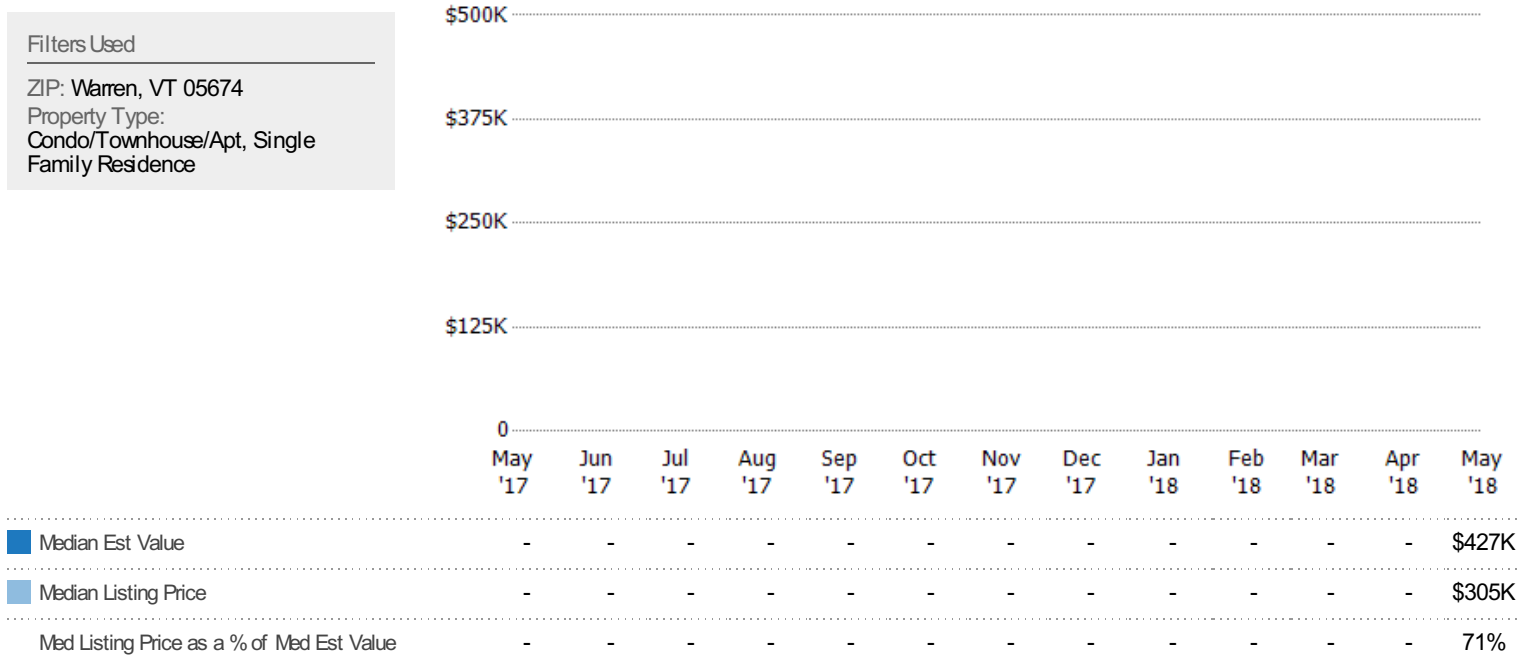 Filters Used
ZIP: Warren, VT 05674
Property Type:
Condo/Townhouse/Apt, Single
Family Residence
$500K
$375K
$250K
$125K
0
May Jun Jul Aug Sep Oct Nov Dec Jan Feb Mar Apr May
'17 '17 '17 '17 '17 '17 '17 '17 '18 '18 '18 '18 '18
Median Est Value - - - - - - - - - - - - $427K
Median Listing Price - - - - - - - - - - - - $305K
Med Listing Price as a % of Med Est Value - - - - - - - - - - - - 71%